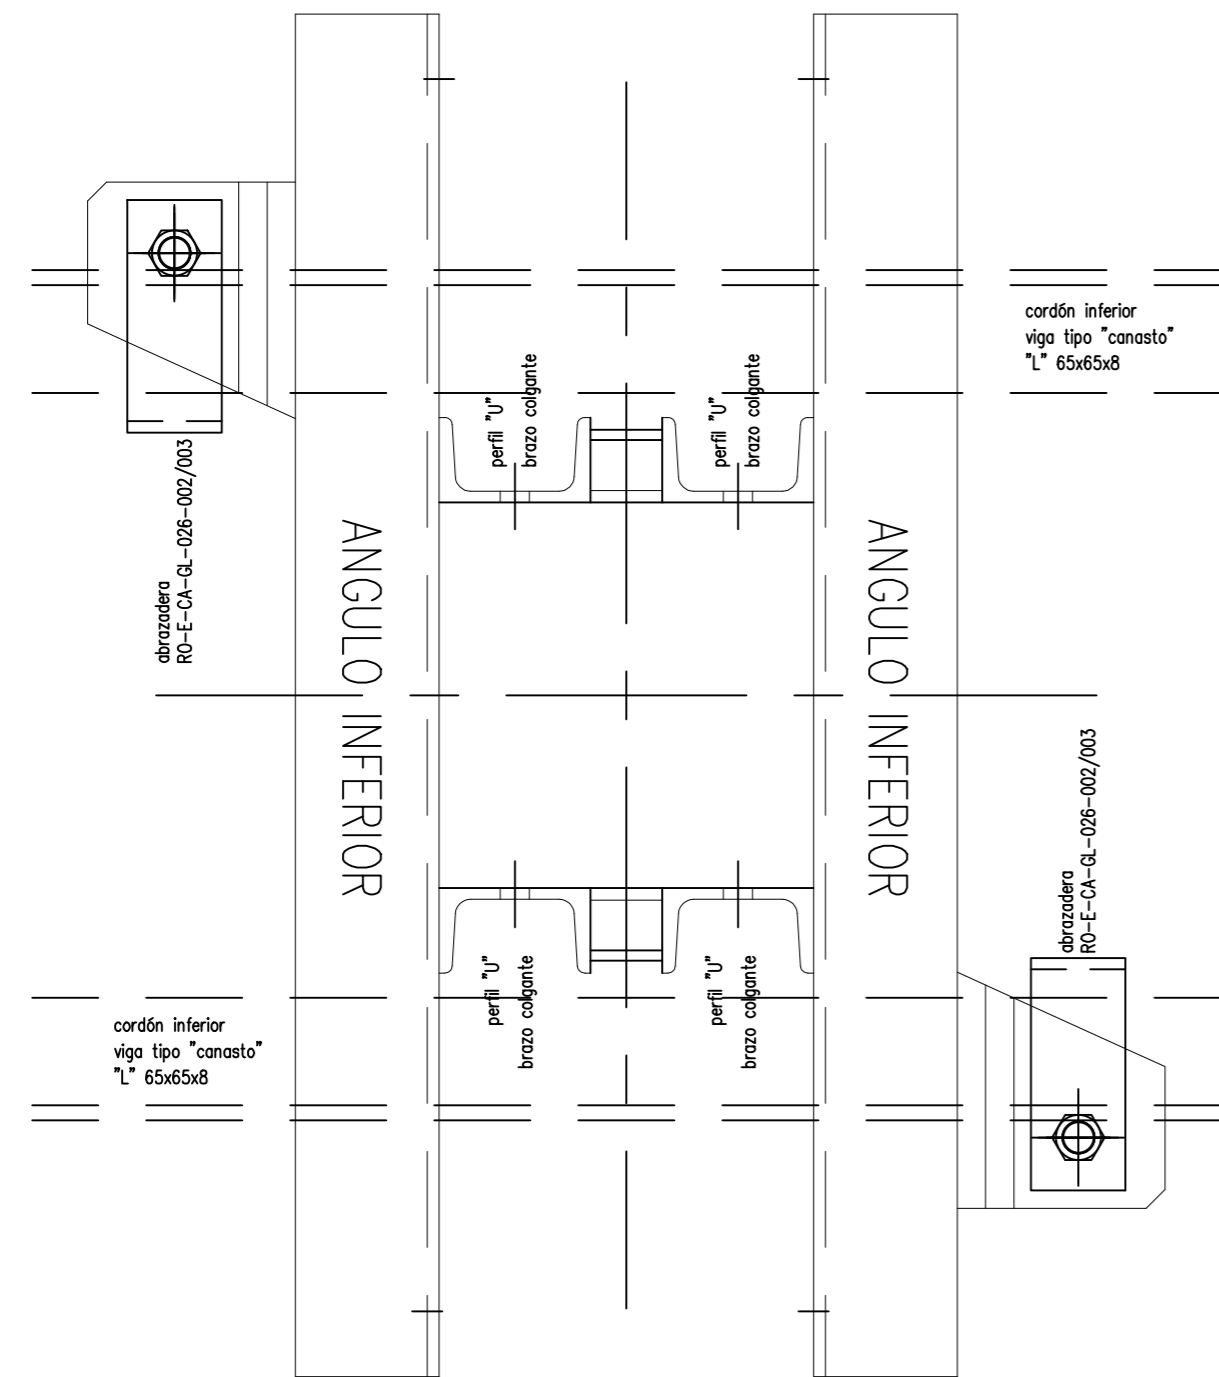 cordón inferior
viga tipo "canasto"
"L" 65x65x8
perfil "U"
brazo colgante
perfil "U"
brazo colgante
abrazadera
RO-E-CA-GL-026-002/003
ANGULO INFERIOR
ANGULO INFERIOR
abrazadera
RO-E-CA-GL-026-002/003
perfil "U"
brazo colgante
perfil "U"
brazo colgante
cordón inferior
viga tipo "canasto"
"L" 65x65x8